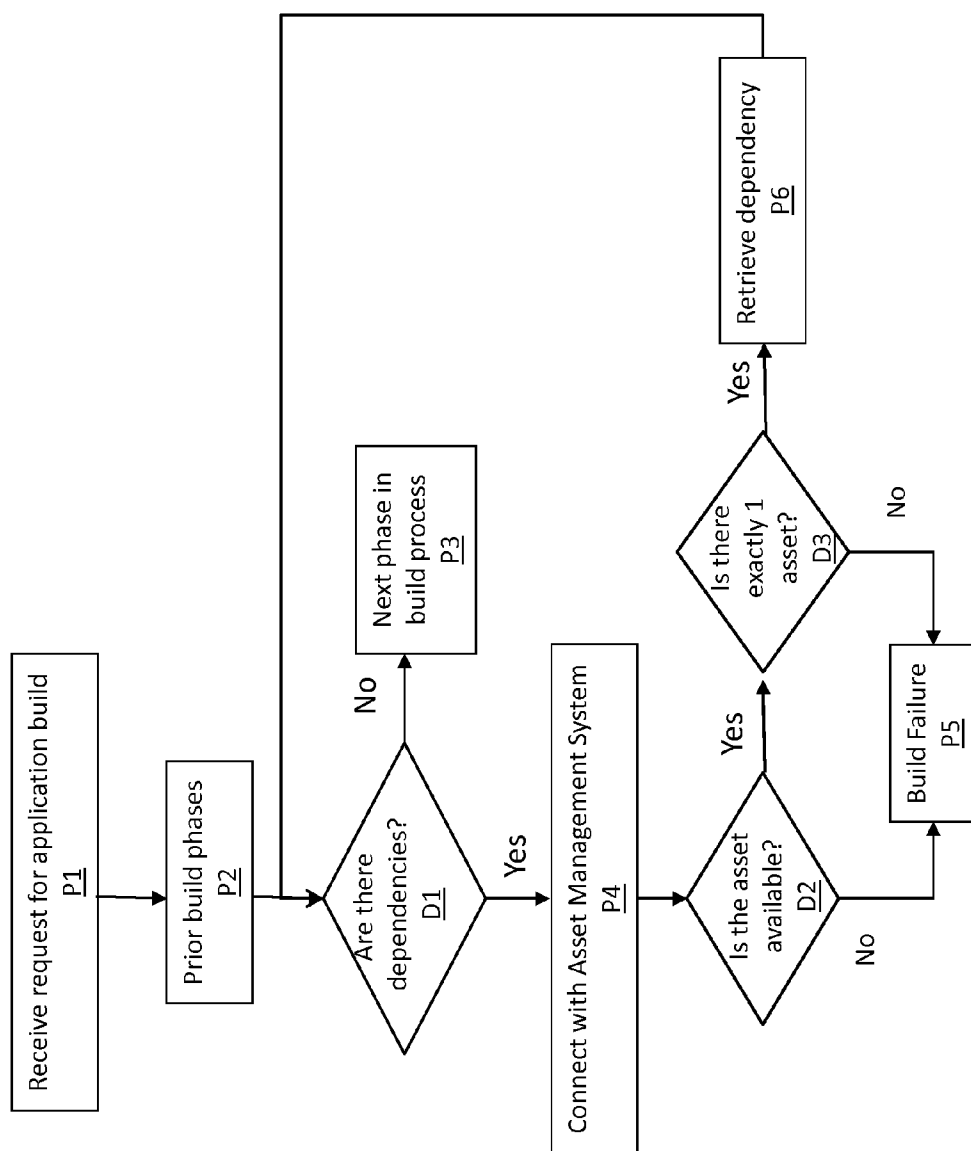 Receive request for application build
P1
Prior build phases
P2
Are there
dependencies?
D1
No
Next phase in
build process
P3
Yes
Connect with Asset Management System
P4
Is the asset
available?
D2
Yes
No
Is there
exactly 1
asset?
D3
Yes
No
Retrieve dependency
P6
Build Failure
P5